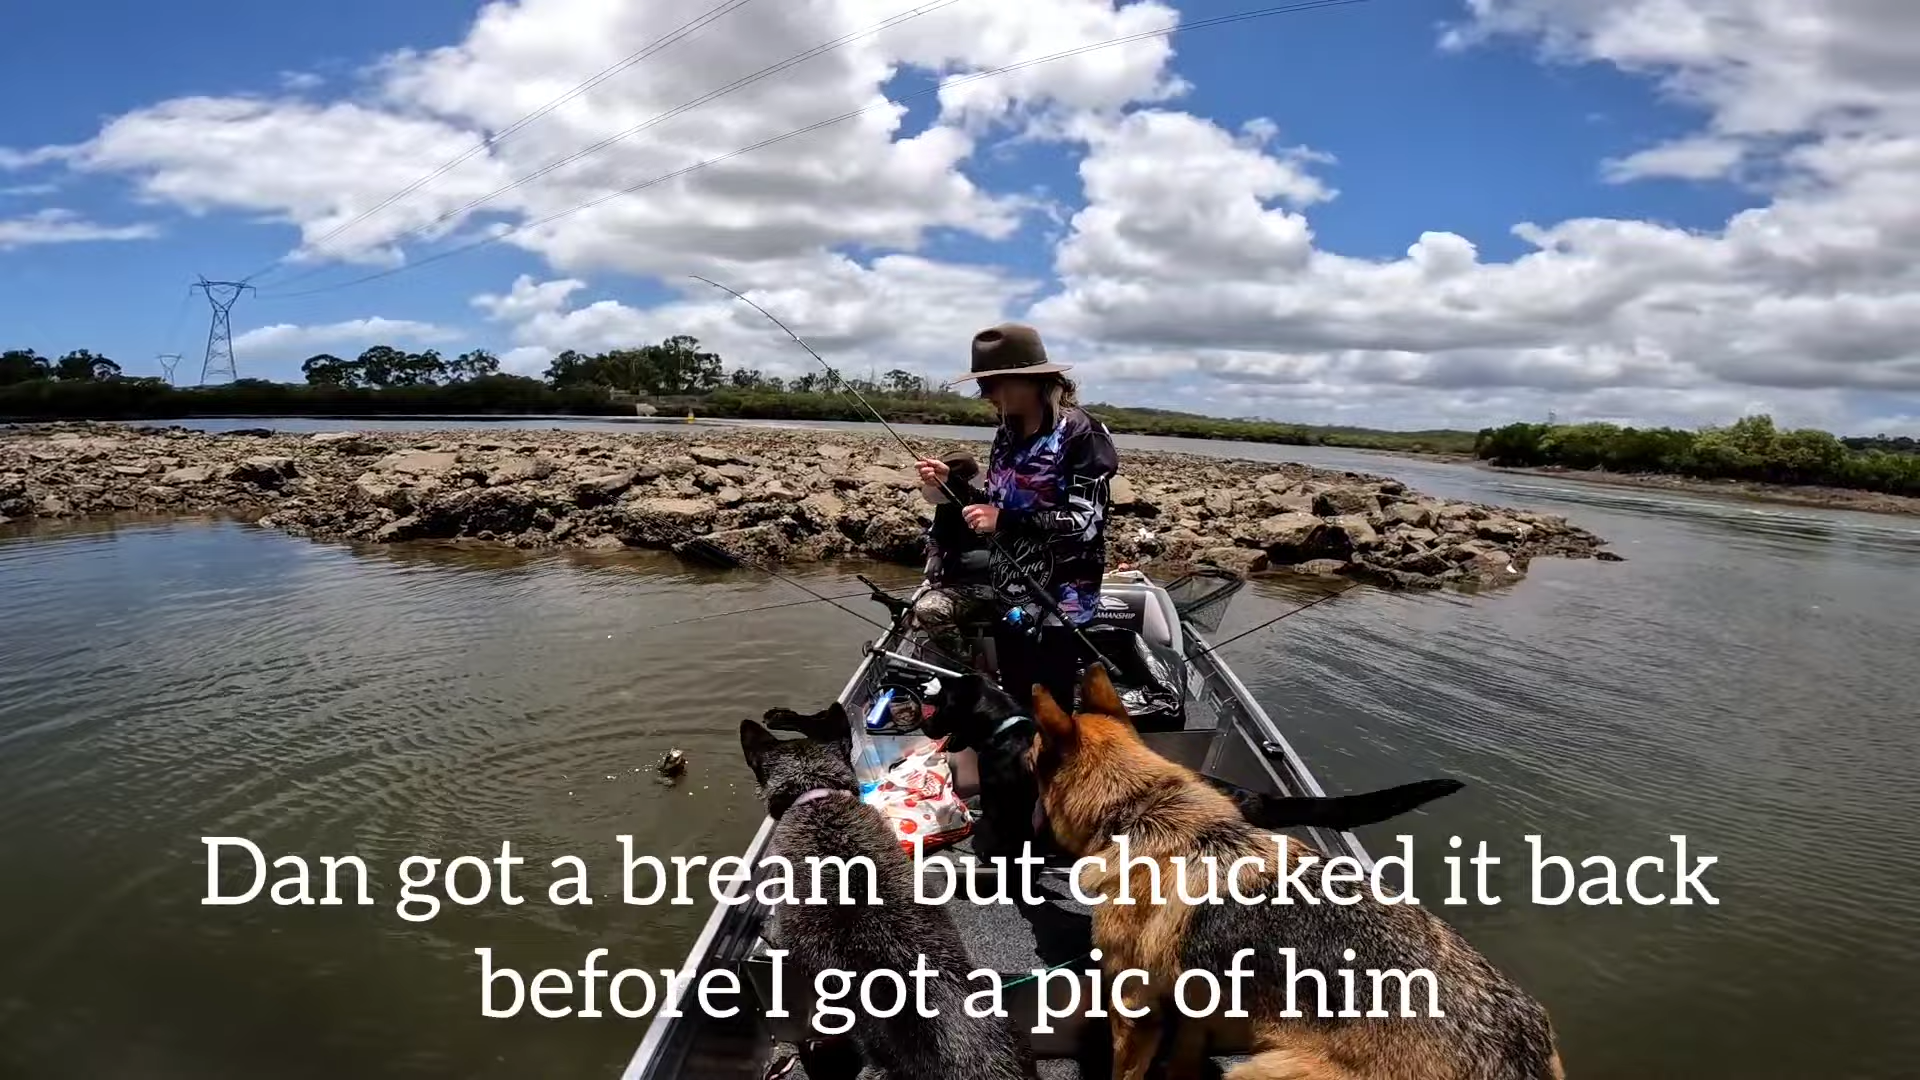 Dan got a bream but chucked it back
before I got a pic of him